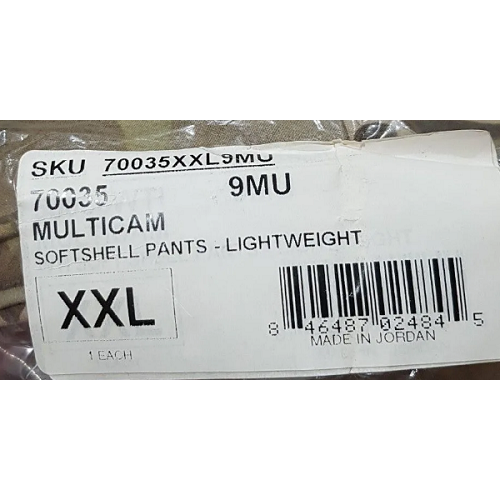 SKU 70035XXL9MU
70035 9MU
MULTICAM
SOFTSHELL PANTS - LIGHTWEIGHT
XXL
1 EACH
8 46487 02484 5
MADE IN JORDAN